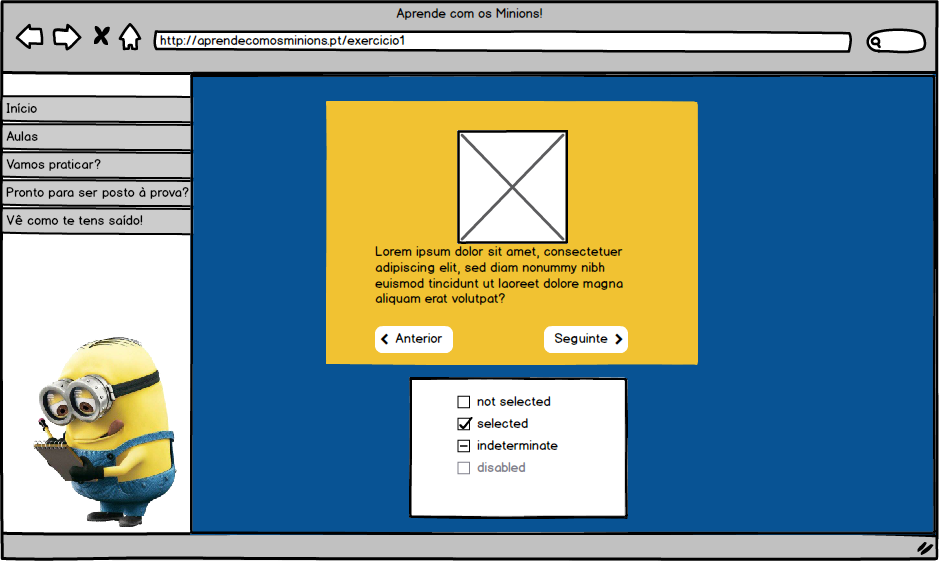 Aprende com os Minions!
http://aprendecomosminions.pt/exercicio1
Início
Aulas
Vamos praticar?
Pronto para ser posto à prova?
Vê como te tens saído!
Lorem ipsum dolor sit amet, consectetuer
adipiscing elit, sed diam nonummy nibh
euismod tincidunt ut laoreet dolore magna
aliquam erat volutpat?
Anterior
Seguinte
not selected
selected
indeterminate
disabled